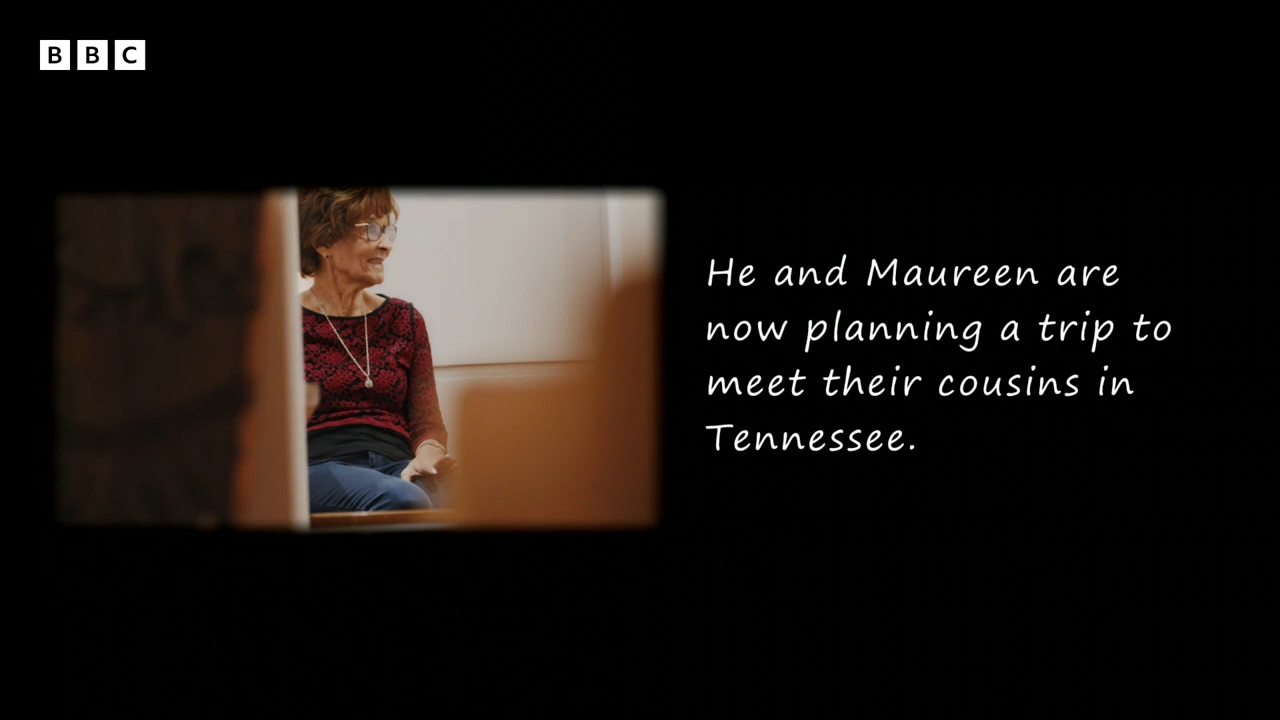 BBC
He and Maureen are
now planning a trip to
meet their cousins in
Tennessee.